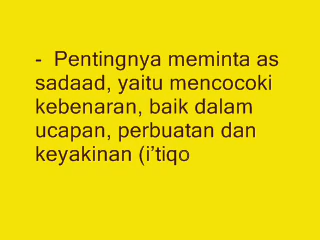 -  Pentingnya meminta as
sadaad, yaitu mencocoki
kebenaran, baik dalam
ucapan, perbuatan dan
keyakinan (i’tiqo